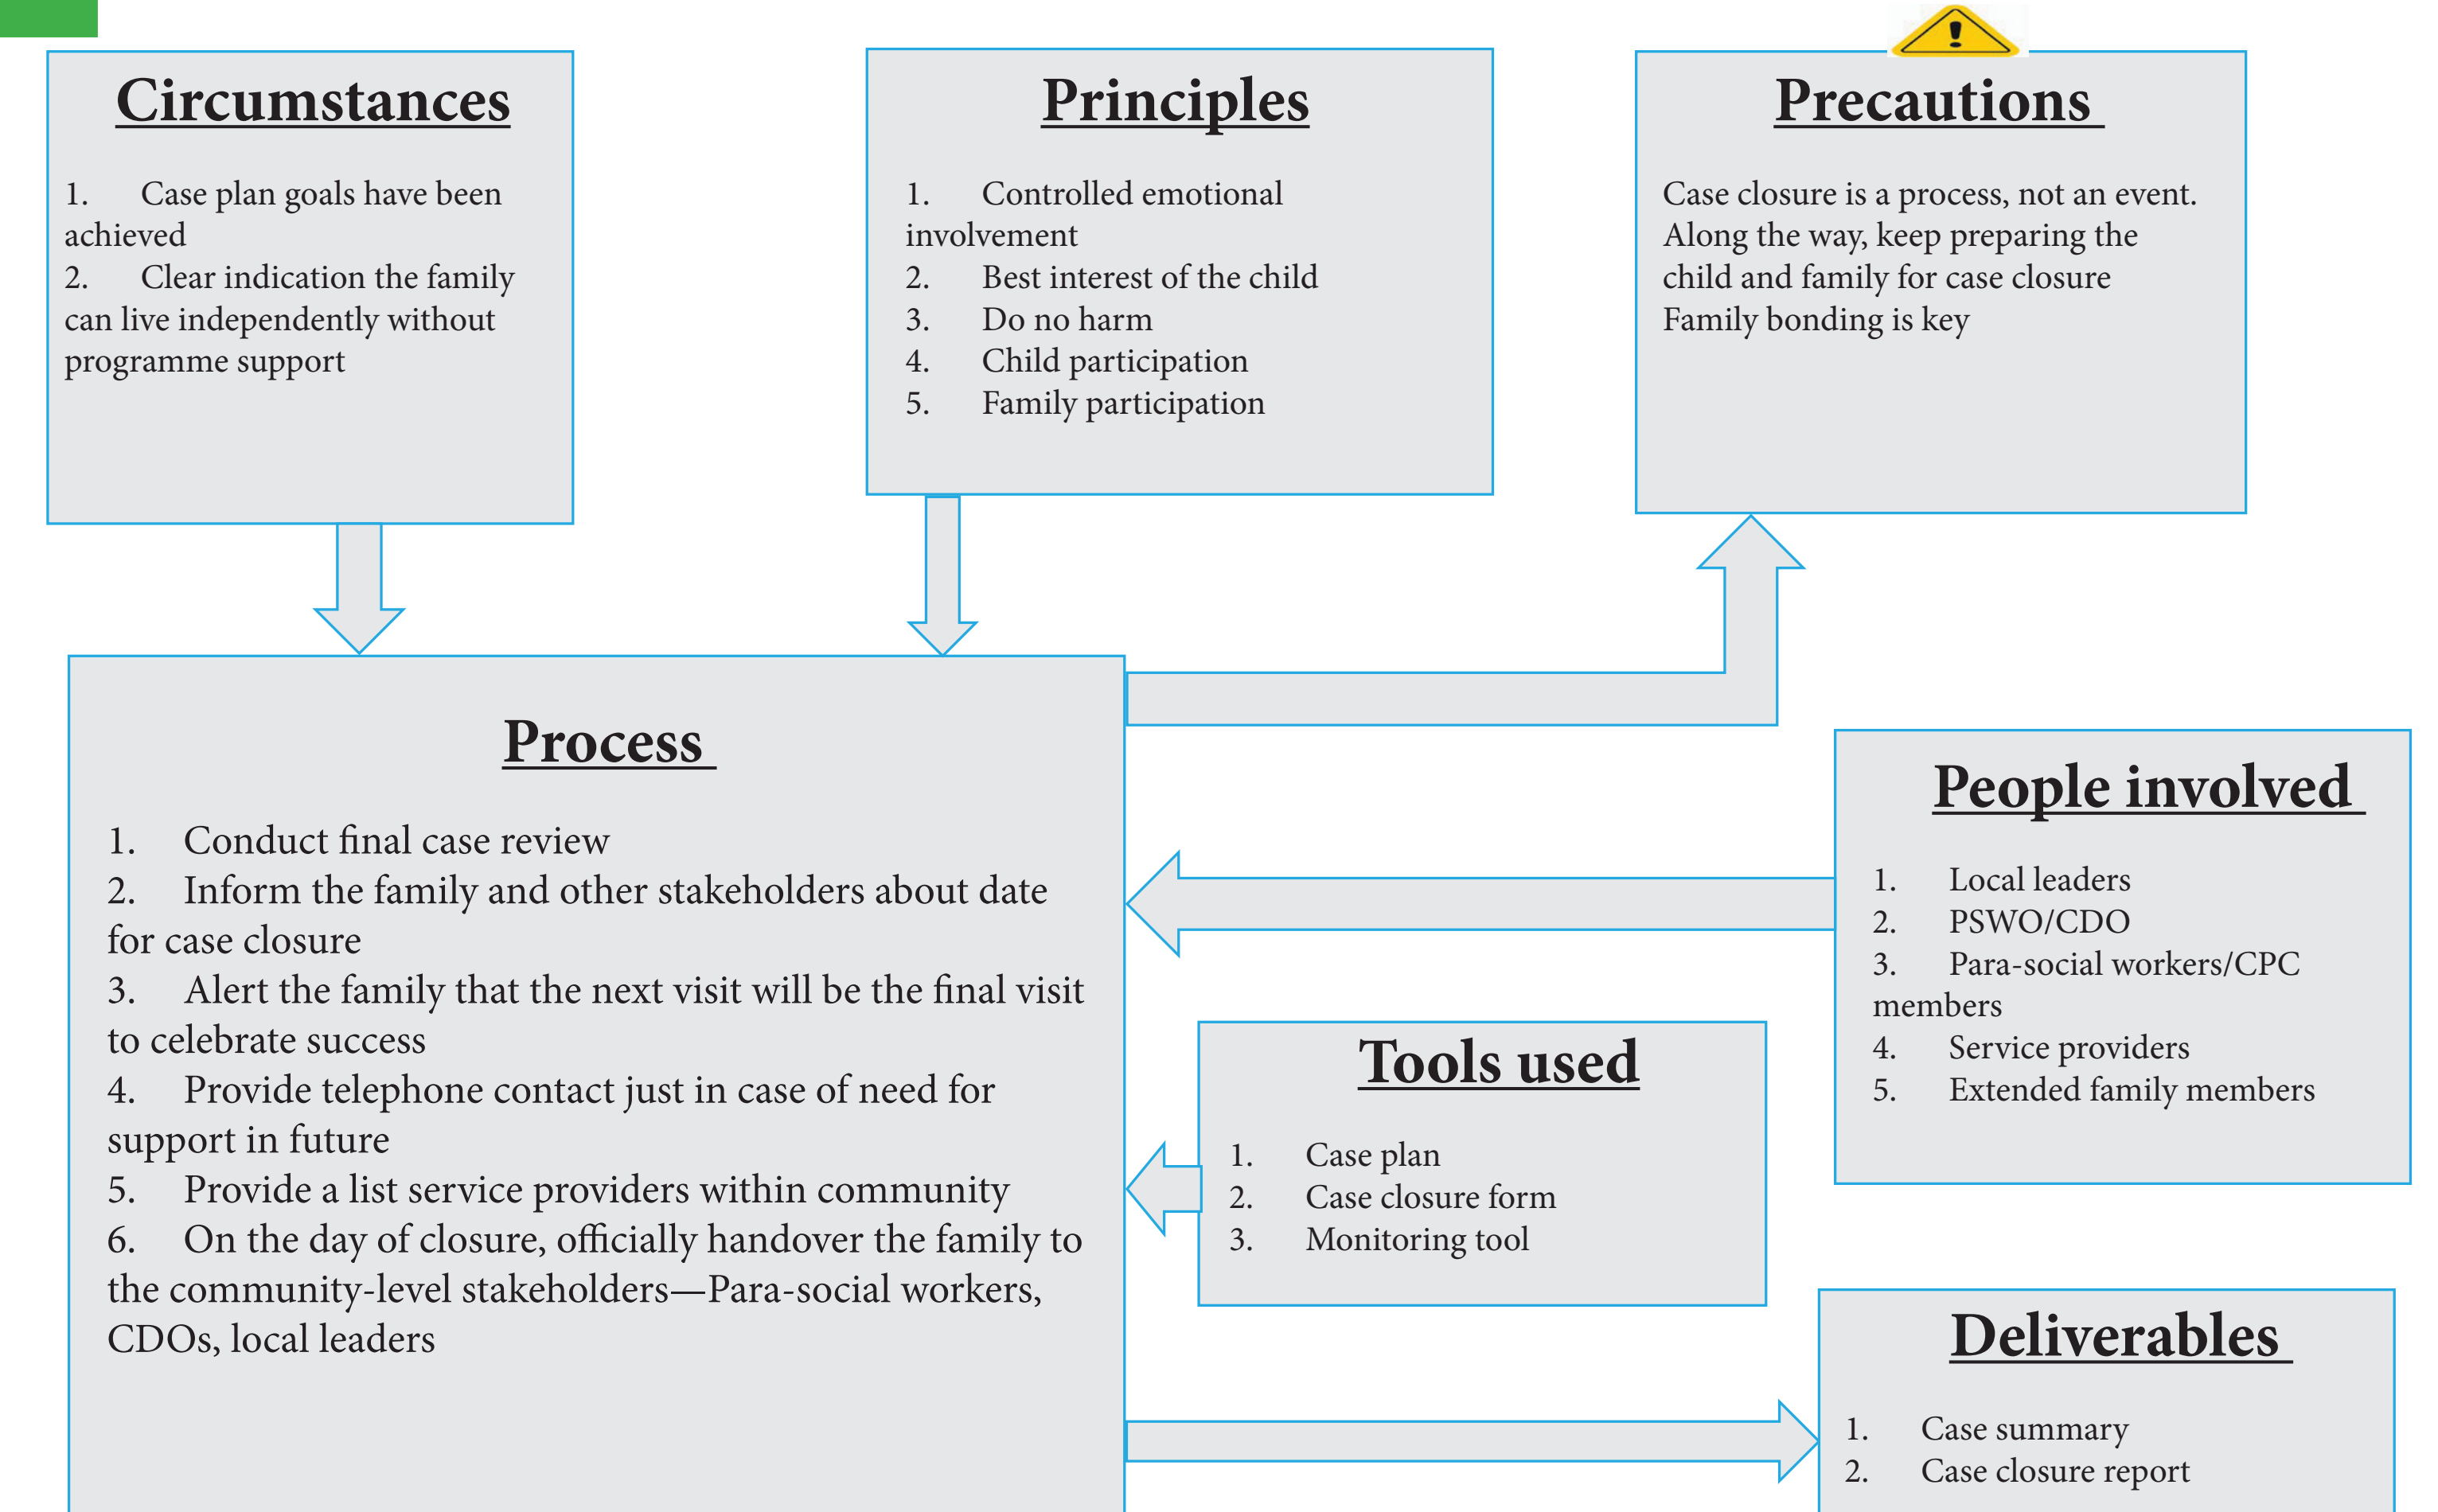 Circumstances
1. Case plan goals have been
achieved
2. Clear indication the family
can live independently without
programme support
Principles
1. Controlled emotional
involvement
2. Best interest of the child
3. Do no harm
4. Child participation
5. Family participation
Precautions
Case closure is a process, not an event.
Along the way, keep preparing the
child and family for case closure
Family bonding is key
Process
1. Conduct final case review
2. Inform the family and other stakeholders about date
for case closure
3. Alert the family that the next visit will be the final visit
to celebrate success
4. Provide telephone contact just in case of need for
support in future
5. Provide a list service providers within community
6. On the day of closure, officially handover the family to
the community-level stakeholders—Para-social workers,
CDOs, local leaders
People involved
1. Local leaders
2. PSWO/CDO
3. Para-social workers/CPC
members
4. Service providers
5. Extended family members
Tools used
1. Case plan
2. Case closure form
3. Monitoring tool
Deliverables
1. Case summary
2. Case closure report